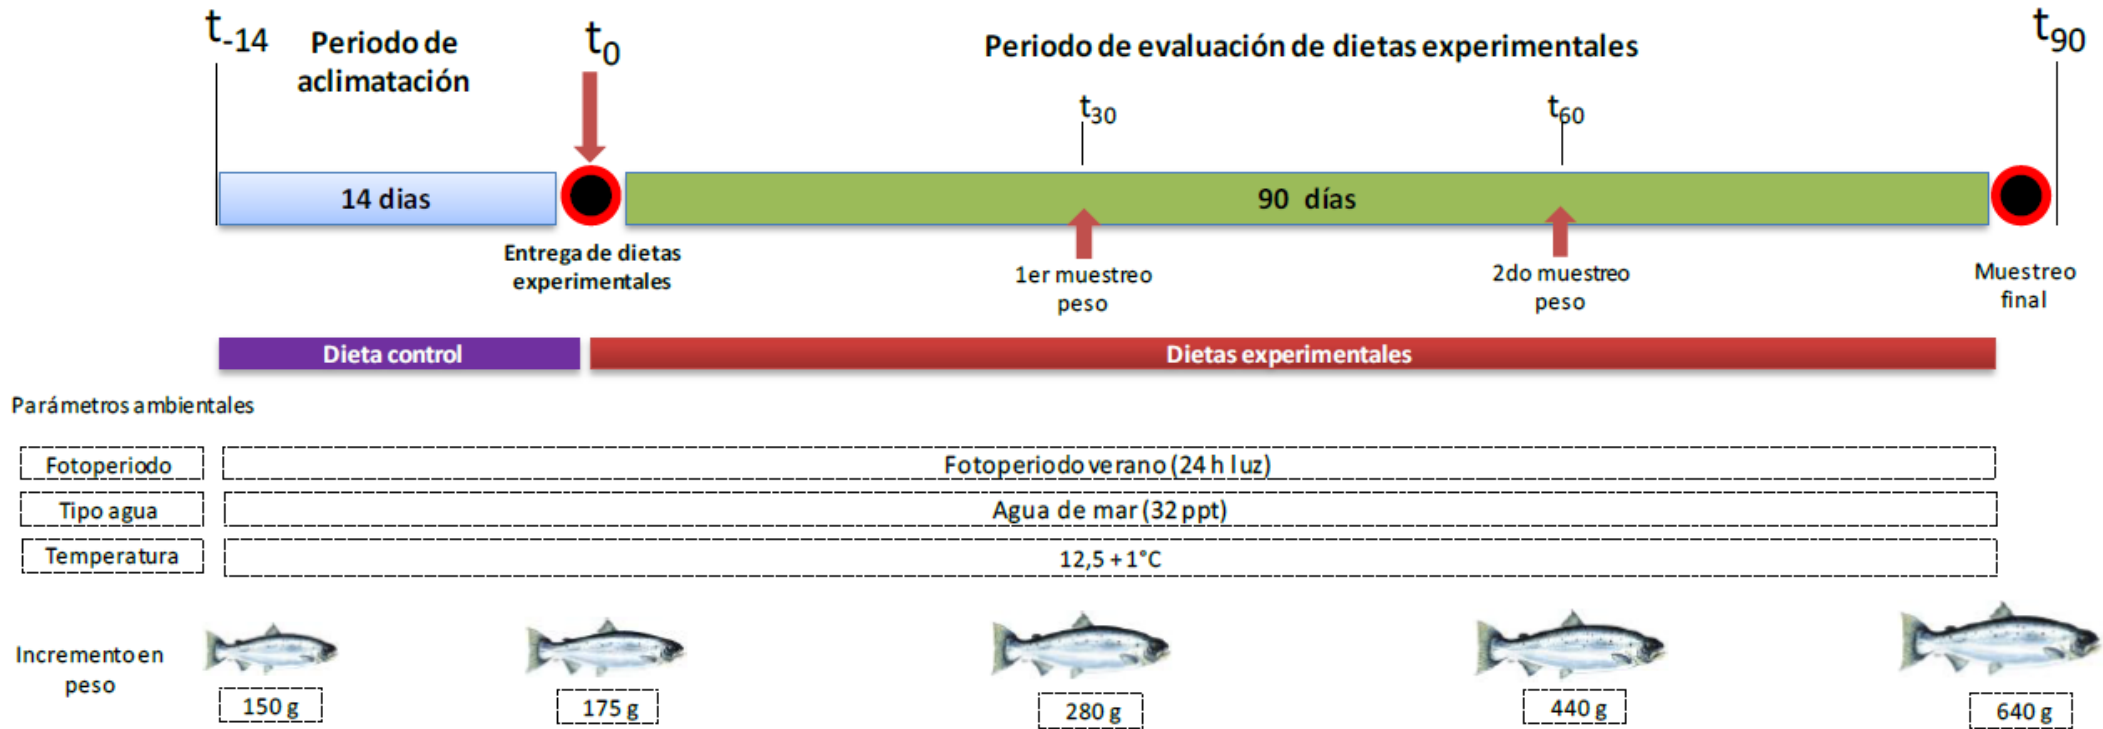 t-14
Periodo de
aclimatación
t0
Periodo de evaluación de dietas experimentales
t90
t30
t60
14 dias
90 días
Entrega de dietas
experimentales
1er muestreo
peso
2do muestreo
peso
Muestreo
final
Dieta control
Dietas experimentales
Parámetros ambientales
Fotoperiodo
Fotoperiodo verano (24 h luz)
Tipo agua
Agua de mar (32 ppt)
Temperatura
12,5 + 1°C
Incremento en
peso
150 g
175 g
280 g
440 g
640 g